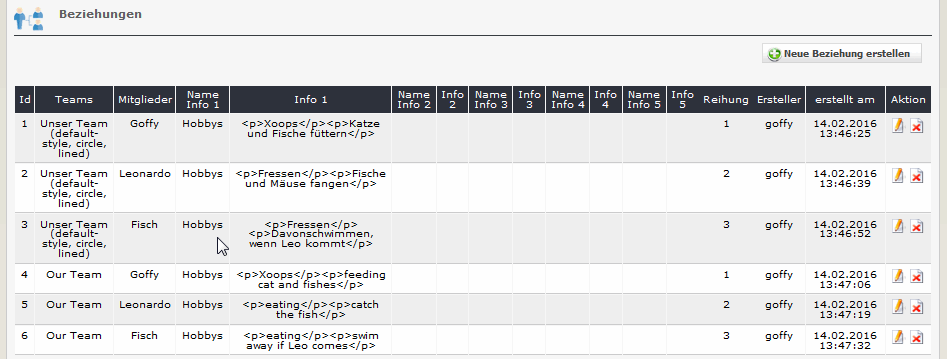 Beziehungen
Neue Beziehung erstellen
Id Teams Mitglieder Name Info 1 Info 1 Name Info 2 Info 2 Name Info 3 Info 3 Name Info 4 Info 4 Name Info 5 Info 5 Reihung Ersteller erstellt am Aktion
1 Unser Team Goffy Hobbys <p>Xoops</p><p>Katze 1 goffy 14.02.2016
(default- und Fische füttern</p> 13:46:25
style, circle,
lined)
2 Unser Team Leonardo Hobbys <p>Fressen</p><p>Fische 2 goffy 14.02.2016
(default- und Mäuse fangen</p> 13:46:39
style, circle,
lined)
3 Unser Team Fisch Hobbys <p>Fressen</p> 3 goffy 14.02.2016
(default- <p>Davonschwimmen, 13:46:52
style, circle, wenn Leo kommt</p>
lined)
4 Our Team Goffy Hobbys <p>Xoops</p><p>feeding 1 goffy 14.02.2016
cat and fishes</p> 13:47:06
5 Our Team Leonardo Hobbys <p>eating</p><p>catch 2 goffy 14.02.2016
the fish</p> 13:47:19
6 Our Team Fisch Hobbys <p>eating</p><p>swim 3 goffy 14.02.2016
away if Leo comes</p> 13:47:32